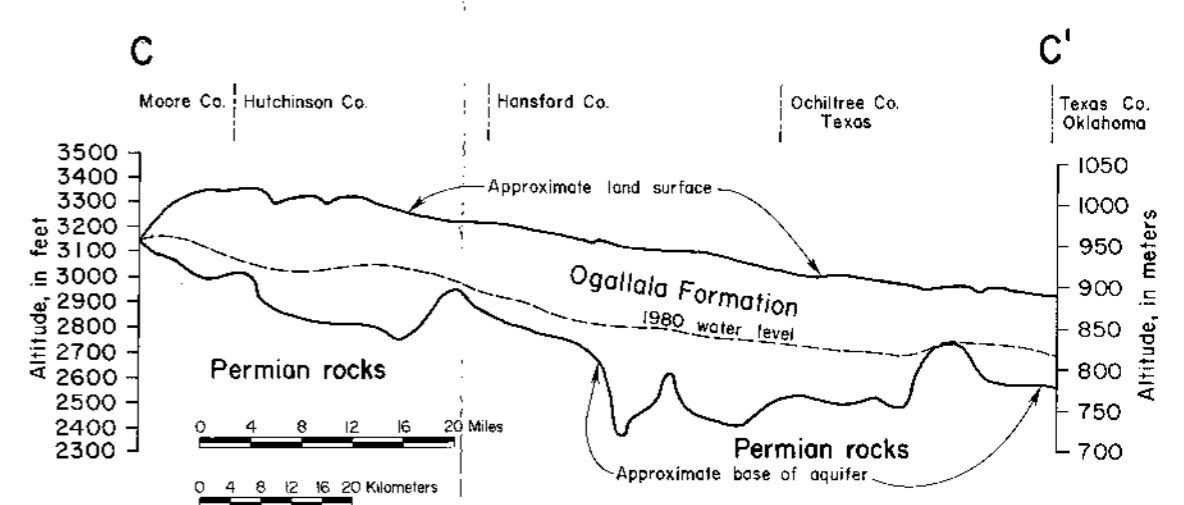 C C'
Moore Co. Hutchinson Co. Hansford Co. Ochiltree Co. Texas Co.
Texas Oklahoma
3500
3400
3300
3200
3100
3000
2900
2800
2700
2600
2500
2400
2300
Altitude, in feet
Approximate land surface
Ogallala Formation
1980 water level
Permian rocks
Permian rocks
Approximate base of aquifer
0 4 8 12 16 20 Miles
0 4 8 12 16 20 Kilometers
1050
1000
950
900
850
800
750
700
Altitude, in meters